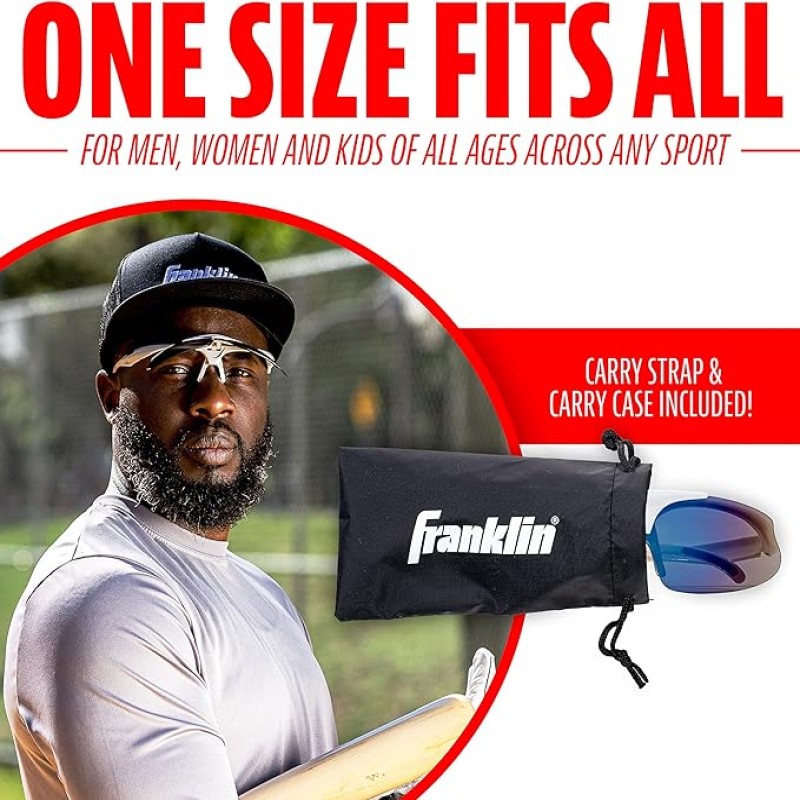 ONE SIZE FITS ALL
FOR MEN, WOMEN AND KIDS OF ALL AGES ACROSS ANY SPORT
Franklin
CARRY STRAP &
CARRY CASE INCLUDED!
Franklin®